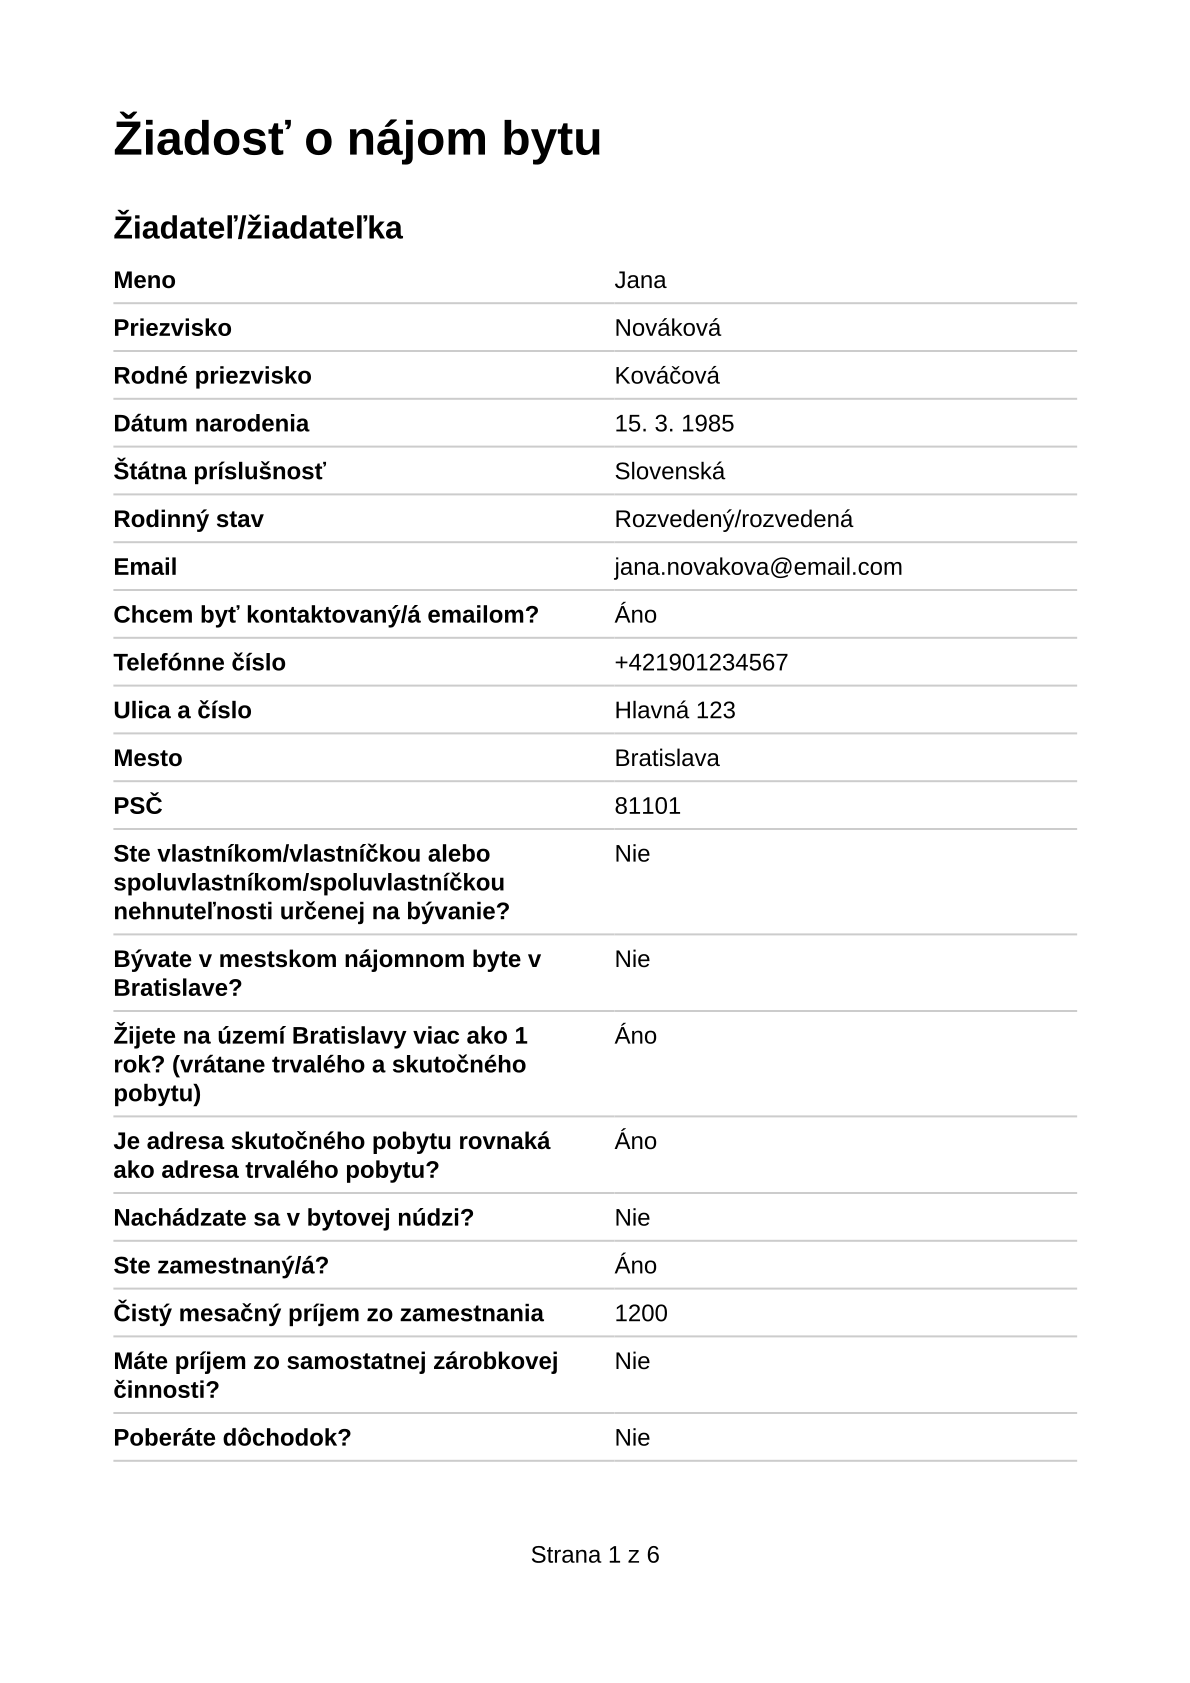 Žiadosť o nájom bytu
Žiadateľ/žiadateľka
Meno Jana
Priezvisko Nováková
Rodné priezvisko Kováčová
Dátum narodenia 15. 3. 1985
Štátna príslušnosť Slovenská
Rodinný stav Rozvedený/rozvedená
Email jana.novakova@email.com
Chcem byť kontaktovaný/á emailom? Áno
Telefónne číslo +421901234567
Ulica a číslo Hlavná 123
Mesto Bratislava
PSČ 81101
Ste vlastníkom/vlastníčkou alebo Nie
spoluvlastníkom/spoluvlastníčkou
nehnuteľnosti určenej na bývanie?
Bývate v mestskom nájomnom byte v Nie
Bratislave?
Žijete na území Bratislavy viac ako 1 Áno
rok? (vrátane trvalého a skutočného
pobytu)
Je adresa skutočného pobytu rovnaká Áno
ako adresa trvalého pobytu?
Nachádzate sa v bytovej núdzi? Nie
Ste zamestnaný/á? Áno
Čistý mesačný príjem zo zamestnania 1200
Máte príjem zo samostatnej zárobkovej Nie
činnosti?
Poberáte dôchodok? Nie
Strana 1 z 6